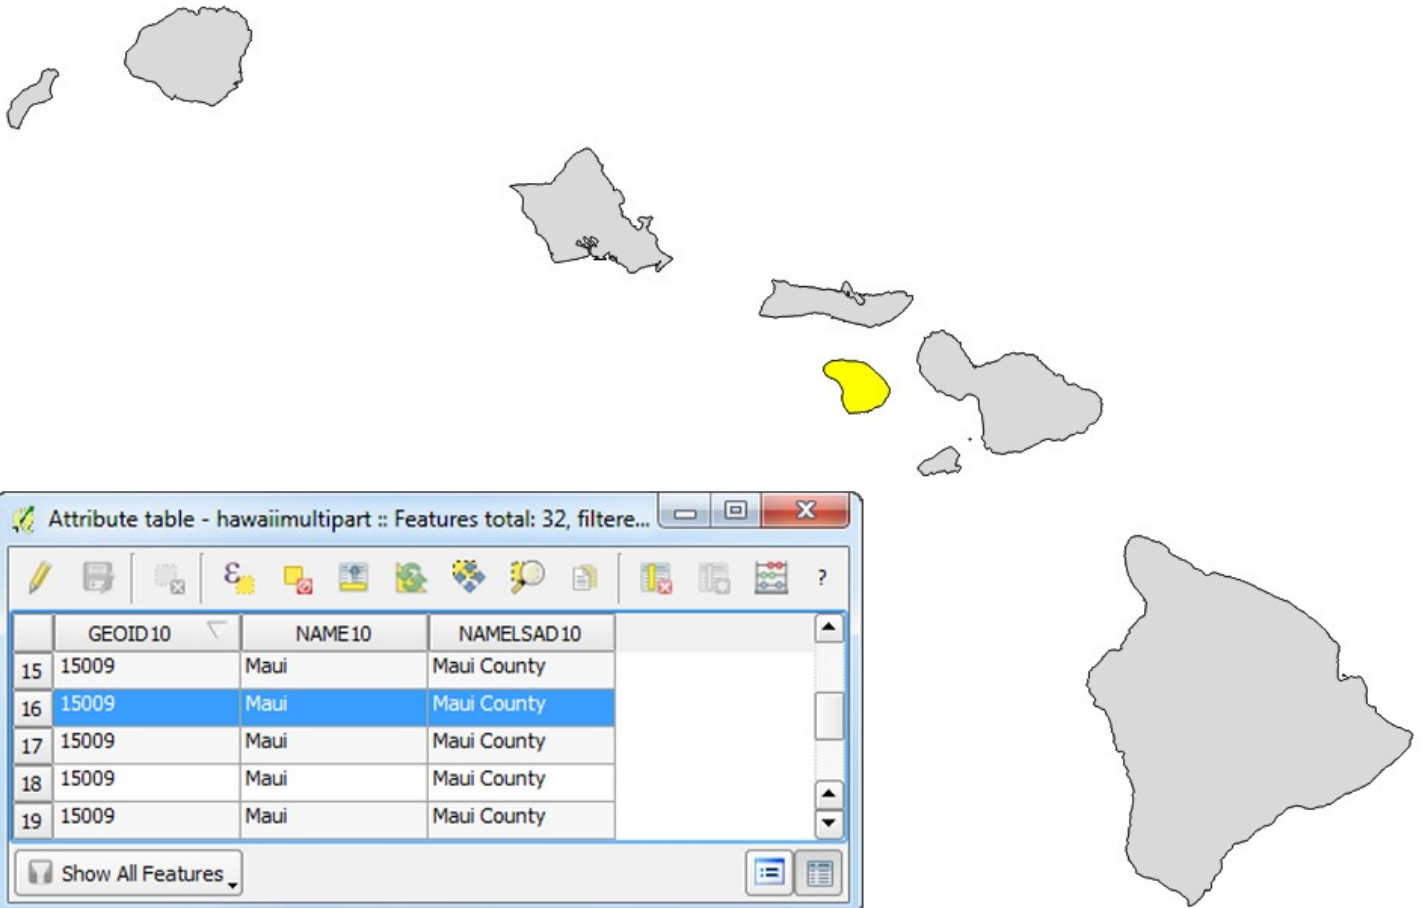 Attribute table - hawaiimultipart :: Features total: 32, filtere...
ε
?
GEOID10 NAME10 NAMELSAD10
15 15009 Maui Maui County
16 15009 Maui Maui County
17 15009 Maui Maui County
18 15009 Maui Maui County
19 15009 Maui Maui County
Show All Features